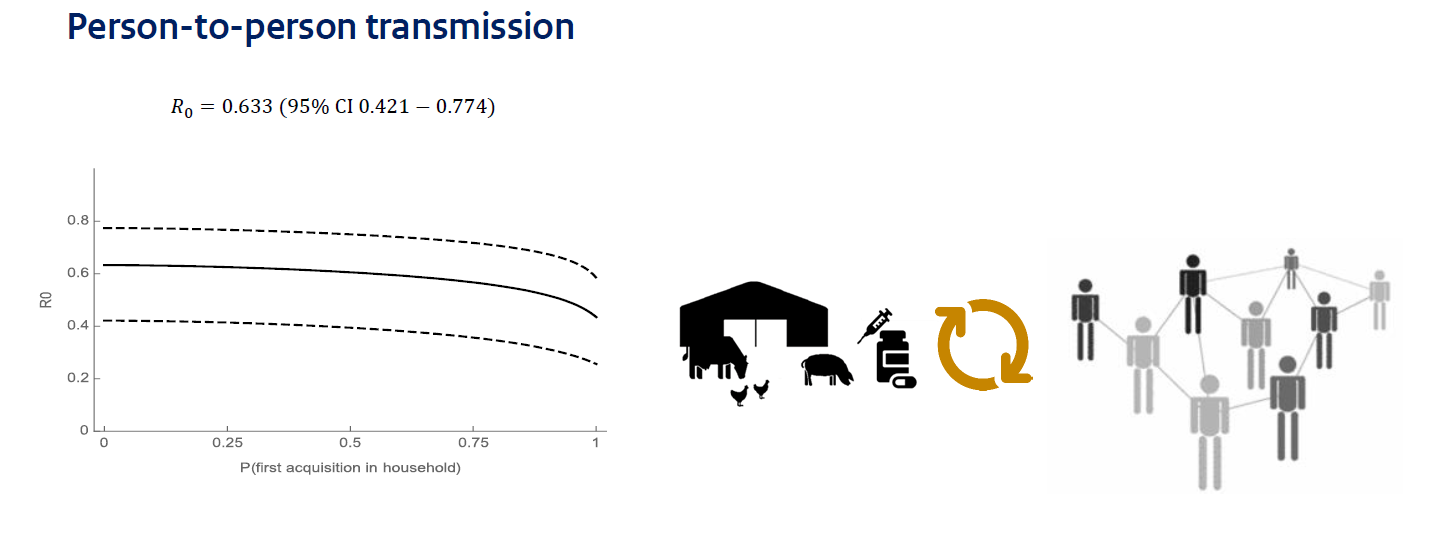 Person-to-person transmission
R₀ = 0.633 (95% CI 0.421 − 0.774)
0.8
0.6
0.4
0.2
0
R0
0 0.25 0.5 0.75 1
P(first acquisition in household)